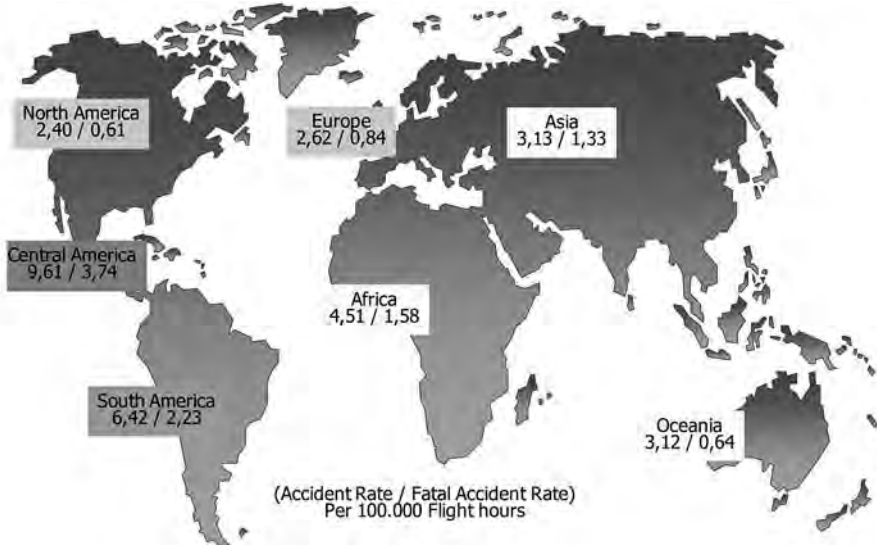 North America
2,40 / 0,61
Europe
2,62 / 0,84
Asia
3,13 / 1,33
Central America
9,61 / 3,74
Africa
4,51 / 1,58
South America
6,42 / 2,23
Oceania
3,12 / 0,64
(Accident Rate / Fatal Accident Rate)
Per 100.000 Flight hours